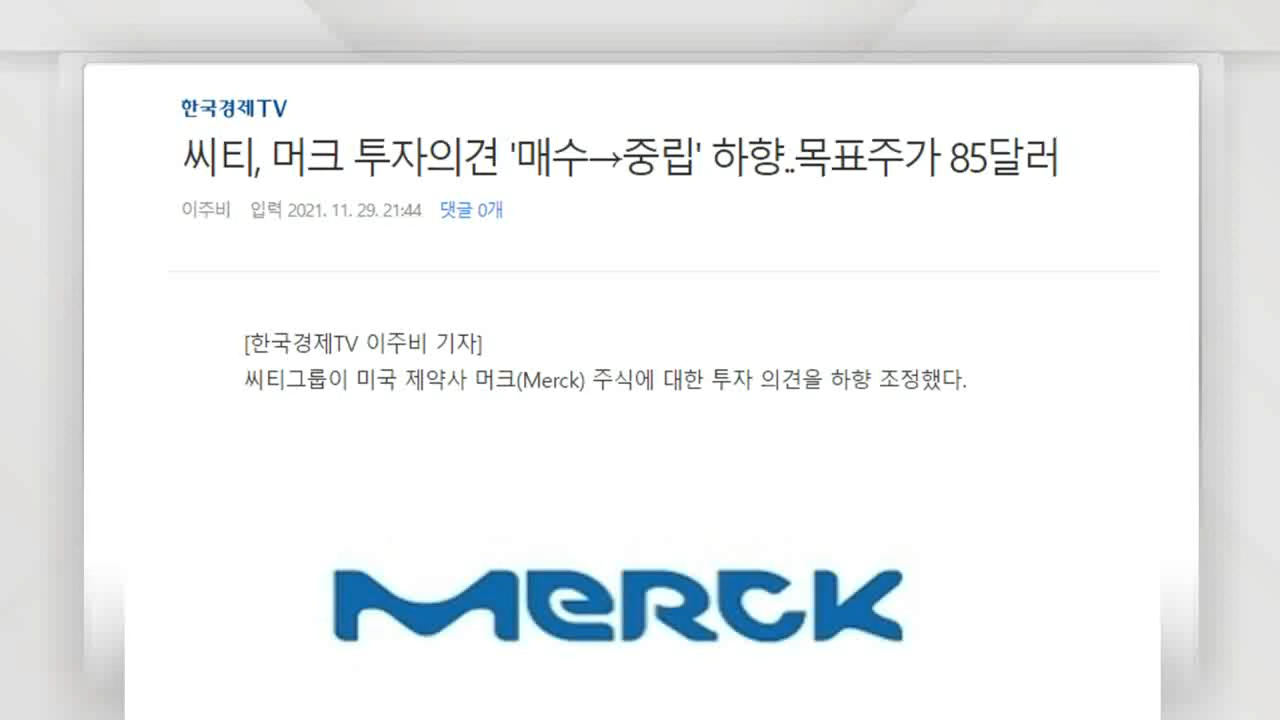 한국경제TV
씨티, 머크 투자의견 '매수→중립' 하향..목표주가 85달러
이주비 입력 2021. 11. 29. 21:44 댓글 0개
[한국경제TV 이주비 기자]
씨티그룹이 미국 제약사 머크(Merck) 주식에 대한 투자 의견을 하향 조정했다.
MERCK